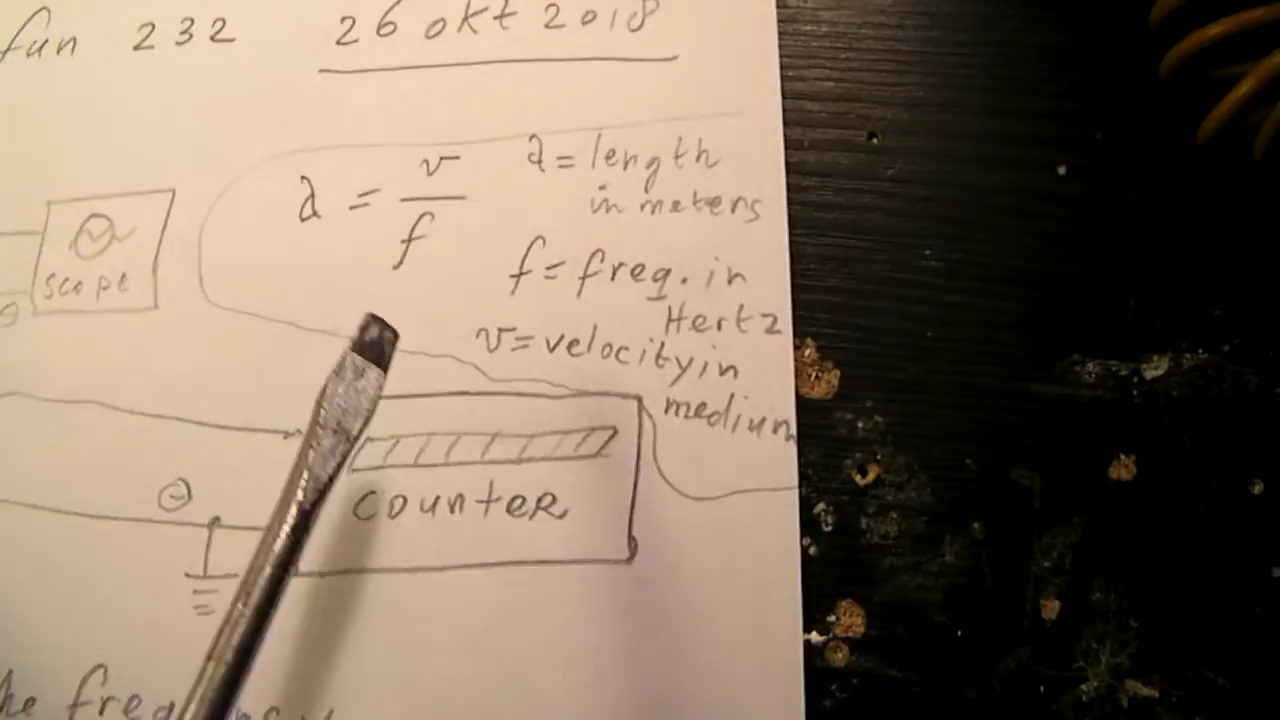 fun 232 26 okt 2018
λ = v / f
λ = length
in meters
f = freq. in
Hertz
v = velocity in
medium
scope
counter